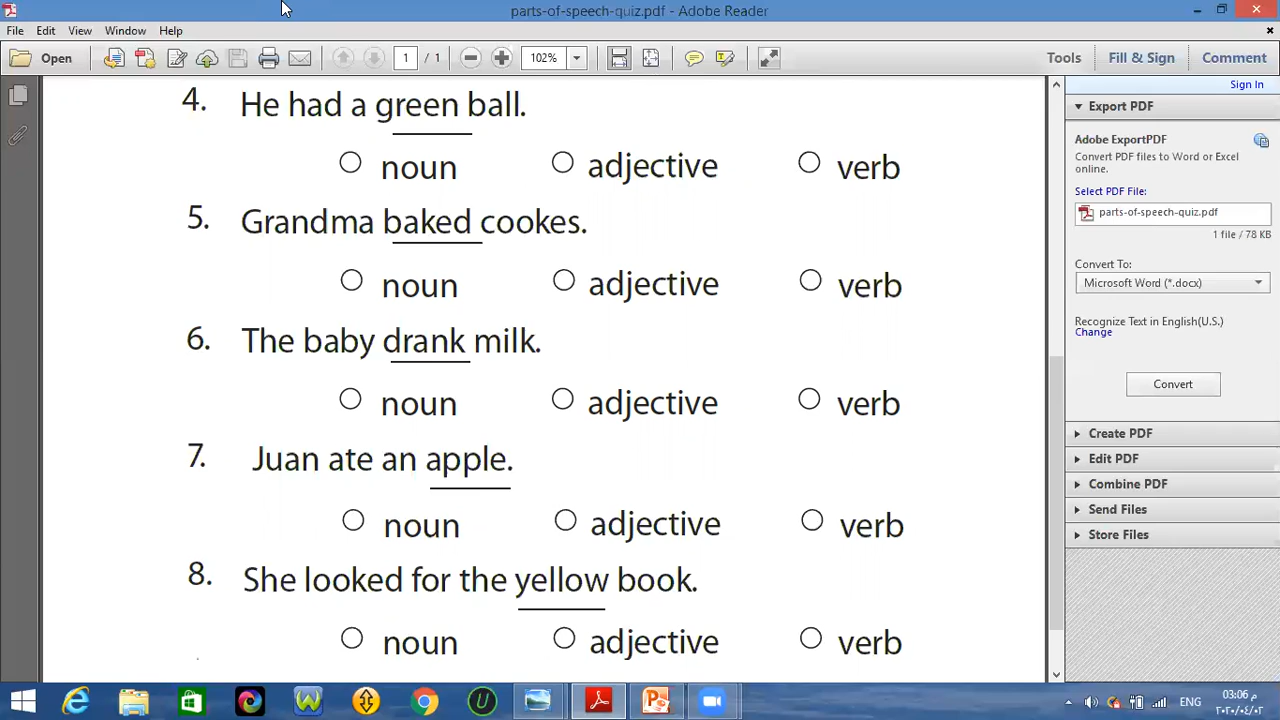 parts-of-speech-quiz.pdf - Adobe Reader
File Edit View Window Help
Open 1 / 1 102% Tools Fill & Sign Comment
Sign In
4. He had a green ball.
noun adjective verb
5. Grandma baked cookes.
noun adjective verb
6. The baby drank milk.
noun adjective verb
7. Juan ate an apple.
noun adjective verb
8. She looked for the yellow book.
noun adjective verb
Export PDF
Adobe ExportPDF
Convert PDF files to Word or Excel
online.
Select PDF File:
parts-of-speech-quiz.pdf
1 file / 78 KB
Convert To:
Microsoft Word (*.docx)
Recognize Text in English(U.S.)
Change
Convert
Create PDF
Edit PDF
Combine PDF
Send Files
Store Files
ENG
03:06 م
٢٠٢٠/٠٤/٠٢